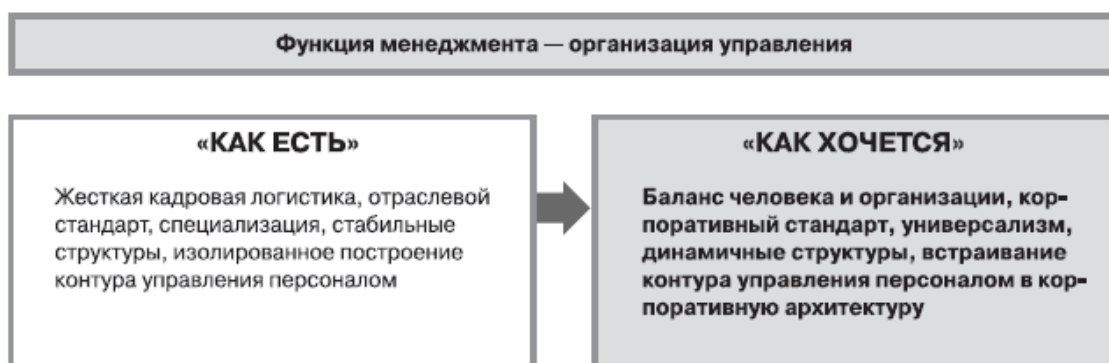 Функция менеджмента — организация управления
«КАК ЕСТЬ»
Жесткая кадровая логистика, отраслевой
стандарт, специализация, стабильные
структуры, изолированное построение
контура управления персоналом
«КАК ХОЧЕТСЯ»
Баланс человека и организации, кор-
поративный стандарт, универсализм,
динамичные структуры, встраивание
контура управления персоналом в кор-
поративную архитектуру